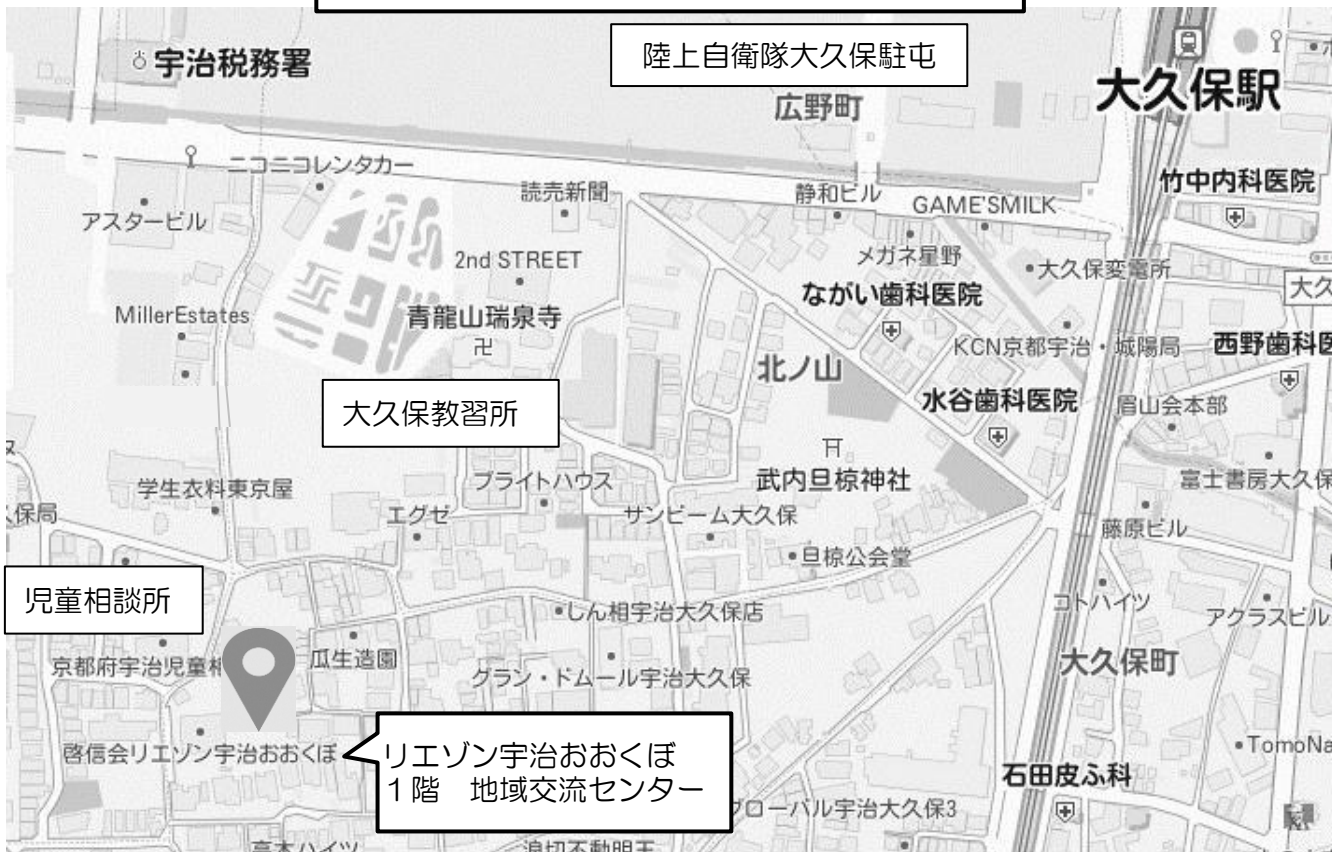 陸上自衛隊大久保駐屯
宇治税務署
大久保駅
広野町
ニコニコレンタカー
読売新聞
静和ビル
竹中内科医院
GAME'SMILK
アスタービル
2nd STREET
メガネ星野
大久保変電所
大久
ながい歯科医院
MillerEstates
青龍山瑞泉寺
卍
KCN京都宇治・城陽局
西野歯科医
北ノ山
大久保教習所
水谷歯科医院
眉山会本部
学生衣料東京屋
ブライトハウス
武内旦椋神社
富士書房大久保
保局
エグゼ
サンビーム大久保
藤原ビル
旦椋公会堂
児童相談所
しん相宇治大久保店
コトハイツ
アクラスビル
京都府宇治児童相
瓜生造園
グラン・ドムール宇治大久保
大久保町
啓信会リエゾン宇治おおくぼ
リエゾン宇治おおくぼ
1階 地域交流センター
TomoNa
石田皮ふ科
グローバル宇治大久保3
高木ハイツ
浪切不動明王